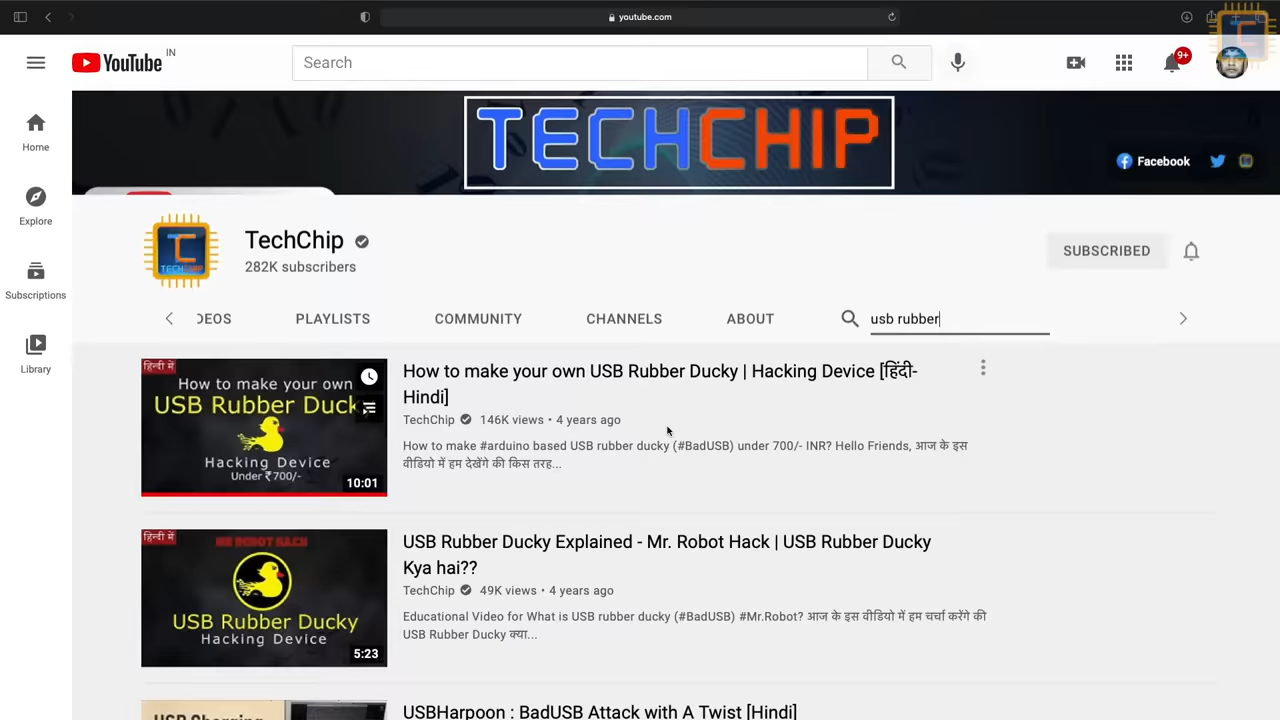 youtube.com
YouTube IN
Search
9+
TECHCHIP
Facebook
Home
Explore
Subscriptions
Library
TechChip
282K subscribers
SUBSCRIBED
DEOS
PLAYLISTS
COMMUNITY
CHANNELS
ABOUT
usb rubber
हिन्दी में
How to make your own
USB Rubber Duck
Hacking Device
Under ₹700/-
10:01
How to make your own USB Rubber Ducky | Hacking Device [हिंदी-
Hindi]
TechChip 146K views • 4 years ago
How to make #arduino based USB rubber ducky (#BadUSB) under 700/- INR? Hello Friends, आज के इस
वीडियो में हम देखेंगे की किस तरह...
हिन्दी में
MR ROBOT HACK
USB Rubber Ducky
Hacking Device
5:23
USB Rubber Ducky Explained - Mr. Robot Hack | USB Rubber Ducky
Kya hai??
TechChip 49K views • 4 years ago
Educational Video for What is USB rubber ducky (#BadUSB) #Mr.Robot? आज के इस वीडियो में हम चर्चा करेंगे की
USB Rubber Ducky क्या...
USBHarpoon : BadUSB Attack with A Twist [Hindi]